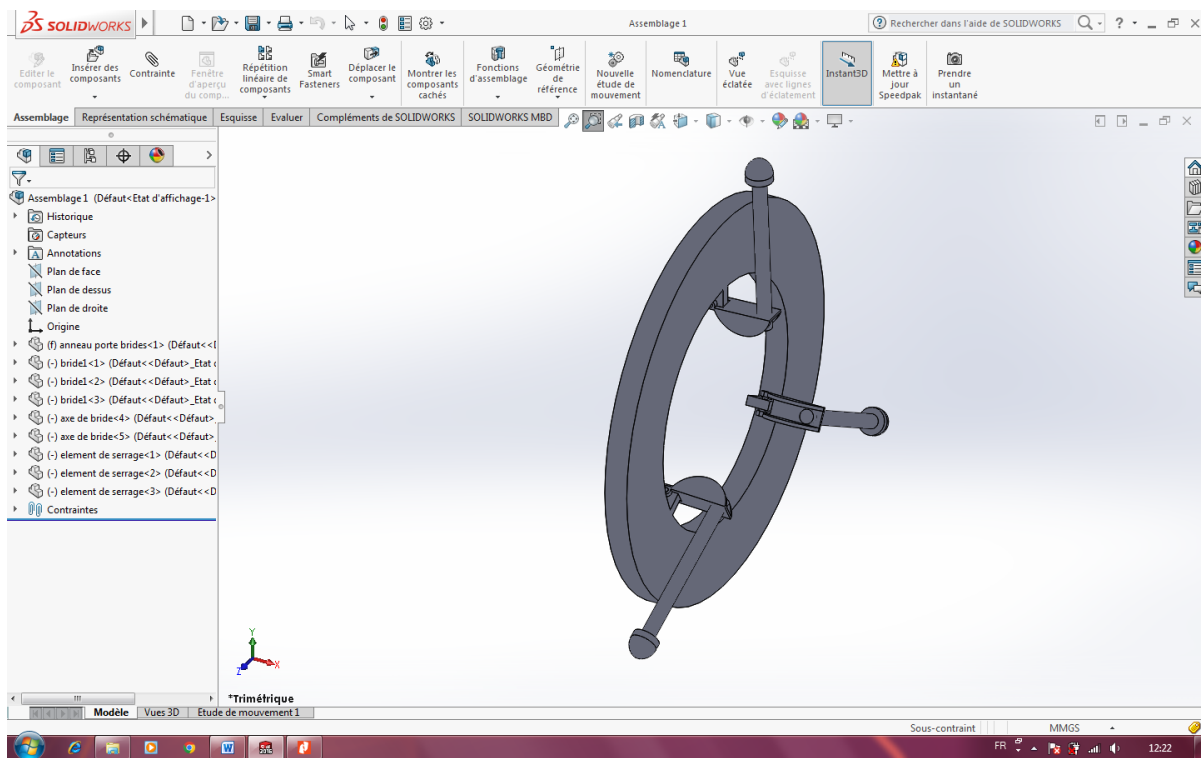 SOLIDWORKS
Assemblage 1
Rechercher dans l'aide de SOLIDWORKS
Editer le composant
Insérer des composants
Contrainte
Fenêtre d'aperçu du comp...
Répétition linéaire de composants
Smart Fasteners
Déplacer le composant
Montrer les composants cachés
Fonctions d'assemblage
Géométrie de référence
Nouvelle étude de mouvement
Nomenclature
Vue éclatée
Esquisse avec lignes d'éclatement
Instant3D
Mettre à jour Speedpak
Prendre un instantané
Assemblage Représentation schématique Esquisse Evaluer Compléments de SOLIDWORKS SOLIDWORKS MBD
Assemblage 1 (Défaut<Etat d'affichage-1>
Historique
Capteurs
Annotations
Plan de face
Plan de dessus
Plan de droite
Origine
(f) anneau porte brides<1> (Défaut<<
(-) bride1<1> (Défaut<<Défaut>_Etat
(-) bride1<2> (Défaut<<Défaut>_Etat
(-) bride1<3> (Défaut<<Défaut>_Etat
(-) axe de bride<4> (Défaut<<Défaut>
(-) axe de bride<5> (Défaut<<Défaut>
(-) element de serrage<1> (Défaut<<D
(-) element de serrage<2> (Défaut<<D
(-) element de serrage<3> (Défaut<<D
Contraintes
Y
X
Z
*Trimétrique
Modèle Vues 3D Etude de mouvement 1
Sous-contraint MMGS
FR 12:22